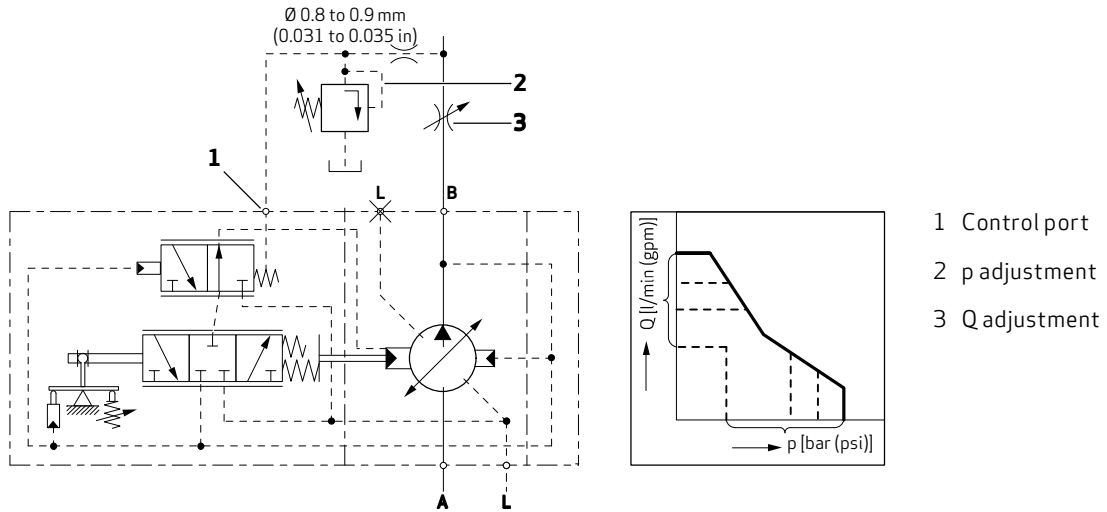 Ø 0.8 to 0.9 mm
(0.031 to 0.035 in)
2
3
1
L
B
A
L
Q [l/min (gpm)]
p [bar (psi)]
1 Control port
2 p adjustment
3 Q adjustment